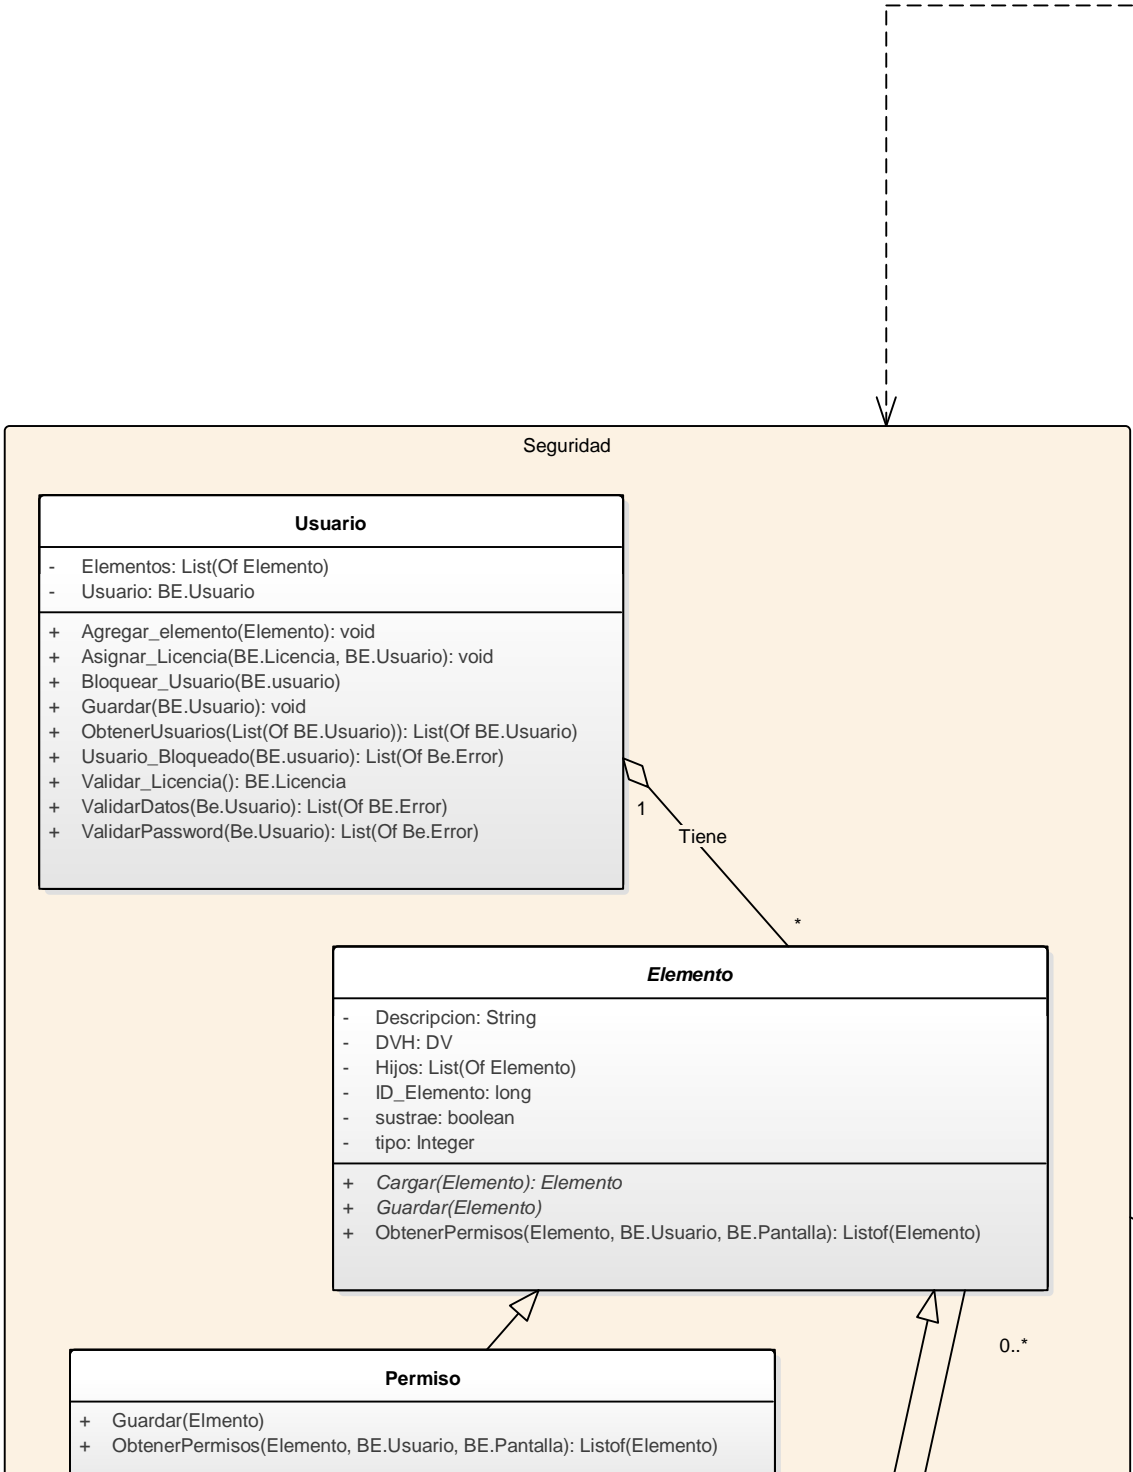 Seguridad
Usuario
- Elementos: List(Of Elemento)
- Usuario: BE.Usuario
+ Agregar_elemento(Elemento): void
+ Asignar_Licencia(BE.Licencia, BE.Usuario): void
+ Bloquear_Usuario(BE.usuario)
+ Guardar(BE.Usuario): void
+ ObtenerUsuarios(List(Of BE.Usuario)): List(Of BE.Usuario)
+ Usuario_Bloqueado(BE.usuario): List(Of Be.Error)
+ Validar_Licencia(): BE.Licencia
+ ValidarDatos(Be.Usuario): List(Of BE.Error)
+ ValidarPassword(Be.Usuario): List(Of Be.Error)
1
Tiene
*
Elemento
- Descripcion: String
- DVH: DV
- Hijos: List(Of Elemento)
- ID_Elemento: long
- sustrae: boolean
- tipo: Integer
+ Cargar(Elemento): Elemento
+ Guardar(Elemento)
+ ObtenerPermisos(Elemento, BE.Usuario, BE.Pantalla): Listof(Elemento)
0..*
Permiso
+ Guardar(Elmento)
+ ObtenerPermisos(Elemento, BE.Usuario, BE.Pantalla): Listof(Elemento)